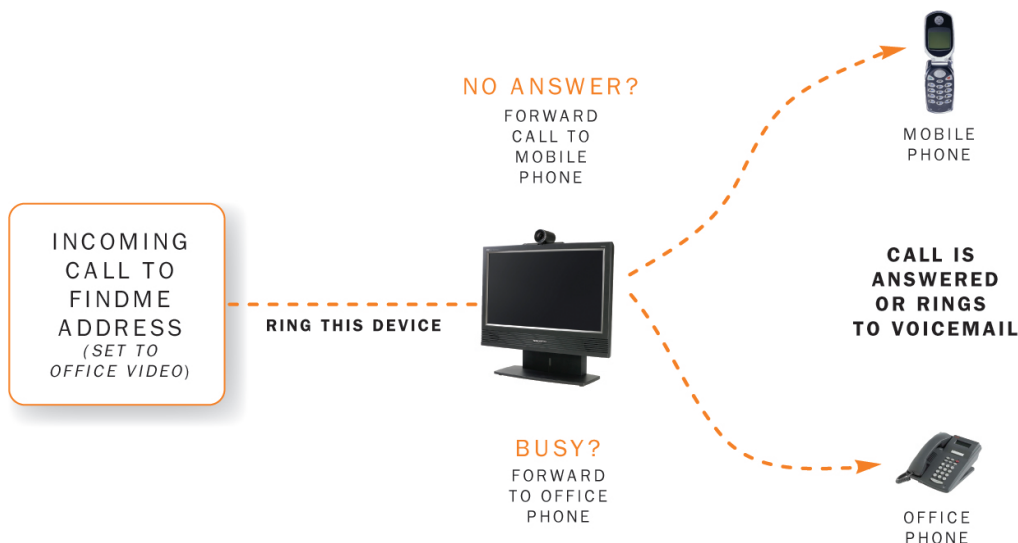 NO ANSWER?
FORWARD
CALL TO
MOBILE
PHONE
MOBILE
PHONE
INCOMING
CALL TO
FINDME
ADDRESS
(SET TO
OFFICE VIDEO)
RING THIS DEVICE
CALL IS
ANSWERED
OR RINGS
TO VOICEMAIL
BUSY?
FORWARD
TO OFFICE
PHONE
OFFICE
PHONE